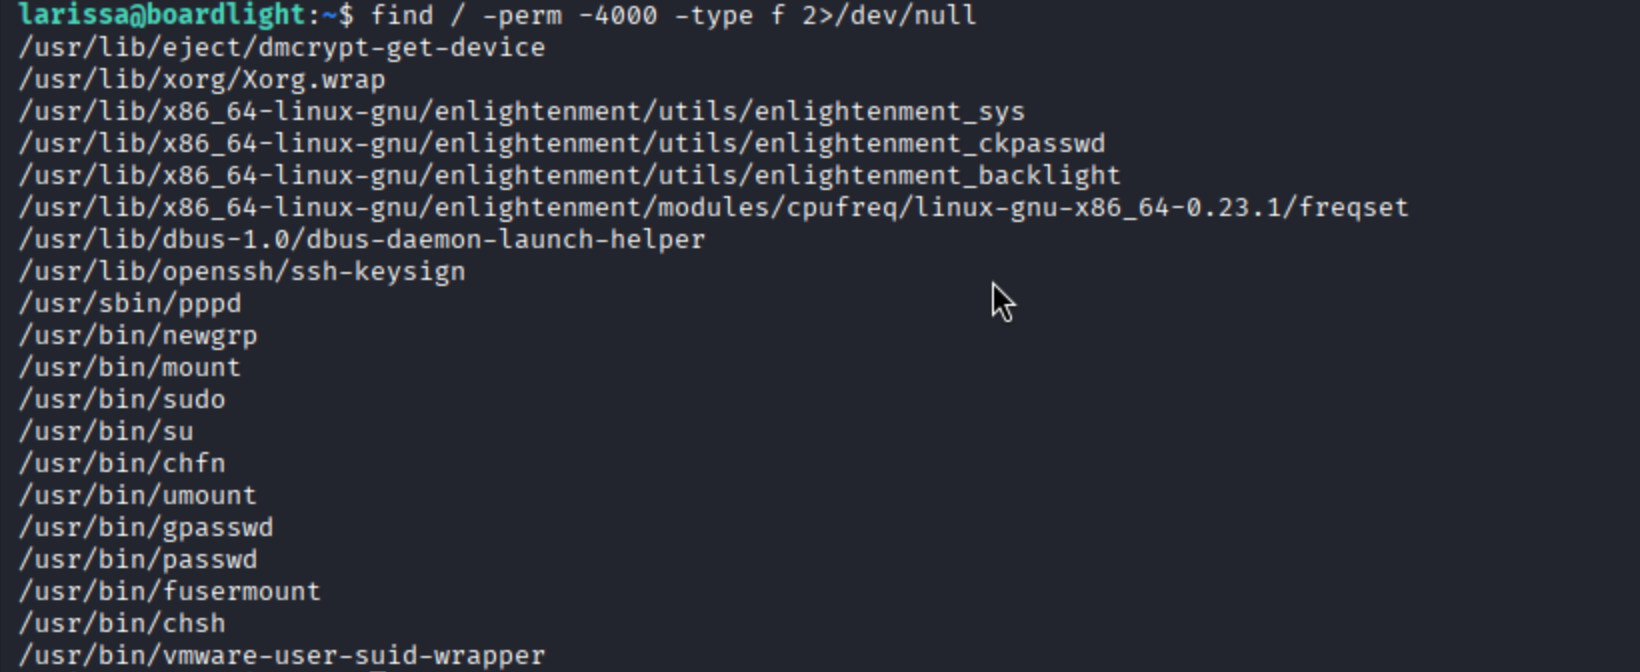 larissa@boardlight:~$ find / -perm -4000 -type f 2>/dev/null
/usr/lib/eject/dmcrypt-get-device
/usr/lib/xorg/Xorg.wrap
/usr/lib/x86_64-linux-gnu/enlightenment/utils/enlightenment_sys
/usr/lib/x86_64-linux-gnu/enlightenment/utils/enlightenment_ckpasswd
/usr/lib/x86_64-linux-gnu/enlightenment/utils/enlightenment_backlight
/usr/lib/x86_64-linux-gnu/enlightenment/modules/cpufreq/linux-gnu-x86_64-0.23.1/freqset
/usr/lib/dbus-1.0/dbus-daemon-launch-helper
/usr/lib/openssh/ssh-keysign
/usr/sbin/pppd
/usr/bin/newgrp
/usr/bin/mount
/usr/bin/sudo
/usr/bin/su
/usr/bin/chfn
/usr/bin/umount
/usr/bin/gpasswd
/usr/bin/passwd
/usr/bin/fusermount
/usr/bin/chsh
/usr/bin/vmware-user-suid-wrapper